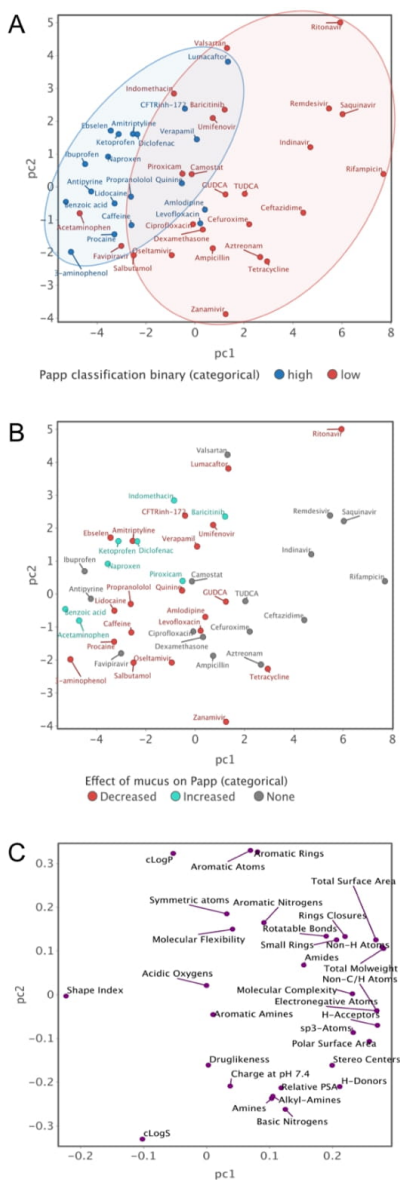 A
5
Ritonavir
Valsartan
4
Lumacaftor
3
Indomethacin
CFTRinh-172
Baricitinib
Remdesivir
Saquinavir
2
Umifenovir
Ebselen
Amitriptyline
Verapamil
Ketoprofen
Diclofenac
Indinavir
1
Ibuprofen
Naproxen
Piroxicam
Camostat
Rifampicin
pc2
0
Antipyrine
Propranololol
Quinine
GUDCA
TUDCA
Benzoic acid
Lidocaine
Amlodipine
Ceftazidime
Acetaminophen
Caffeine
Levofloxacin
-1
Ciprofloxacin
Cefuroxime
Procaine
Dexamethasone
Favipiravir
Oseltamivir
Aztreonam
-2
3-aminophenol
Salbutamol
Ampicillin
Tetracycline
-3
Zanamivir
-4
-4
-2
0
2
4
6
8
pc1
Papp classification binary (categorical)
high
low
B
5
Ritonavir
Valsartan
4
Lumacaftor
3
Indomethacin
CFTRinh-172
Baricitinib
Remdesivir
Saquinavir
2
Umifenovir
Ebselen
Amitriptyline
Verapamil
Ketoprofen
Diclofenac
Indinavir
1
Ibuprofen
Naproxen
Piroxicam
Camostat
Rifampicin
pc2
0
Antipyrine
Propranololol
Quinine
GUDCA
TUDCA
Benzoic acid
Lidocaine
Amlodipine
Ceftazidime
Acetaminophen
Caffeine
Levofloxacin
-1
Ciprofloxacin
Cefuroxime
Procaine
Dexamethasone
Favipiravir
Oseltamivir
Aztreonam
-2
3-aminophenol
Salbutamol
Ampicillin
Tetracycline
-3
Zanamivir
-4
-4
-2
0
2
4
6
8
pc1
Effect of mucus on Papp (categorical)
Decreased
Increased
None
C
0.3
cLogP
Aromatic Rings
Aromatic Atoms
Total Surface Area
0.2
Symmetric atoms
Aromatic Nitrogens
Rings Closures
Rotatable Bonds
Molecular Flexibility
Small Rings
Non-H Atoms
0.1
Amides
Total Molweight
Acidic Oxygens
Non-C/H Atoms
Molecular Complexity
0
Shape Index
Electronegative Atoms
pc2
Aromatic Amines
H-Acceptors
sp3-Atoms
-0.1
Polar Surface Area
Druglikeness
Stereo Centers
Charge at pH 7.4
-0.2
Relative PSA
H-Donors
Amines
Alkyl-Amines
Basic Nitrogens
-0.3
cLogS
-0.2
-0.1
0
0.1
0.2
pc1